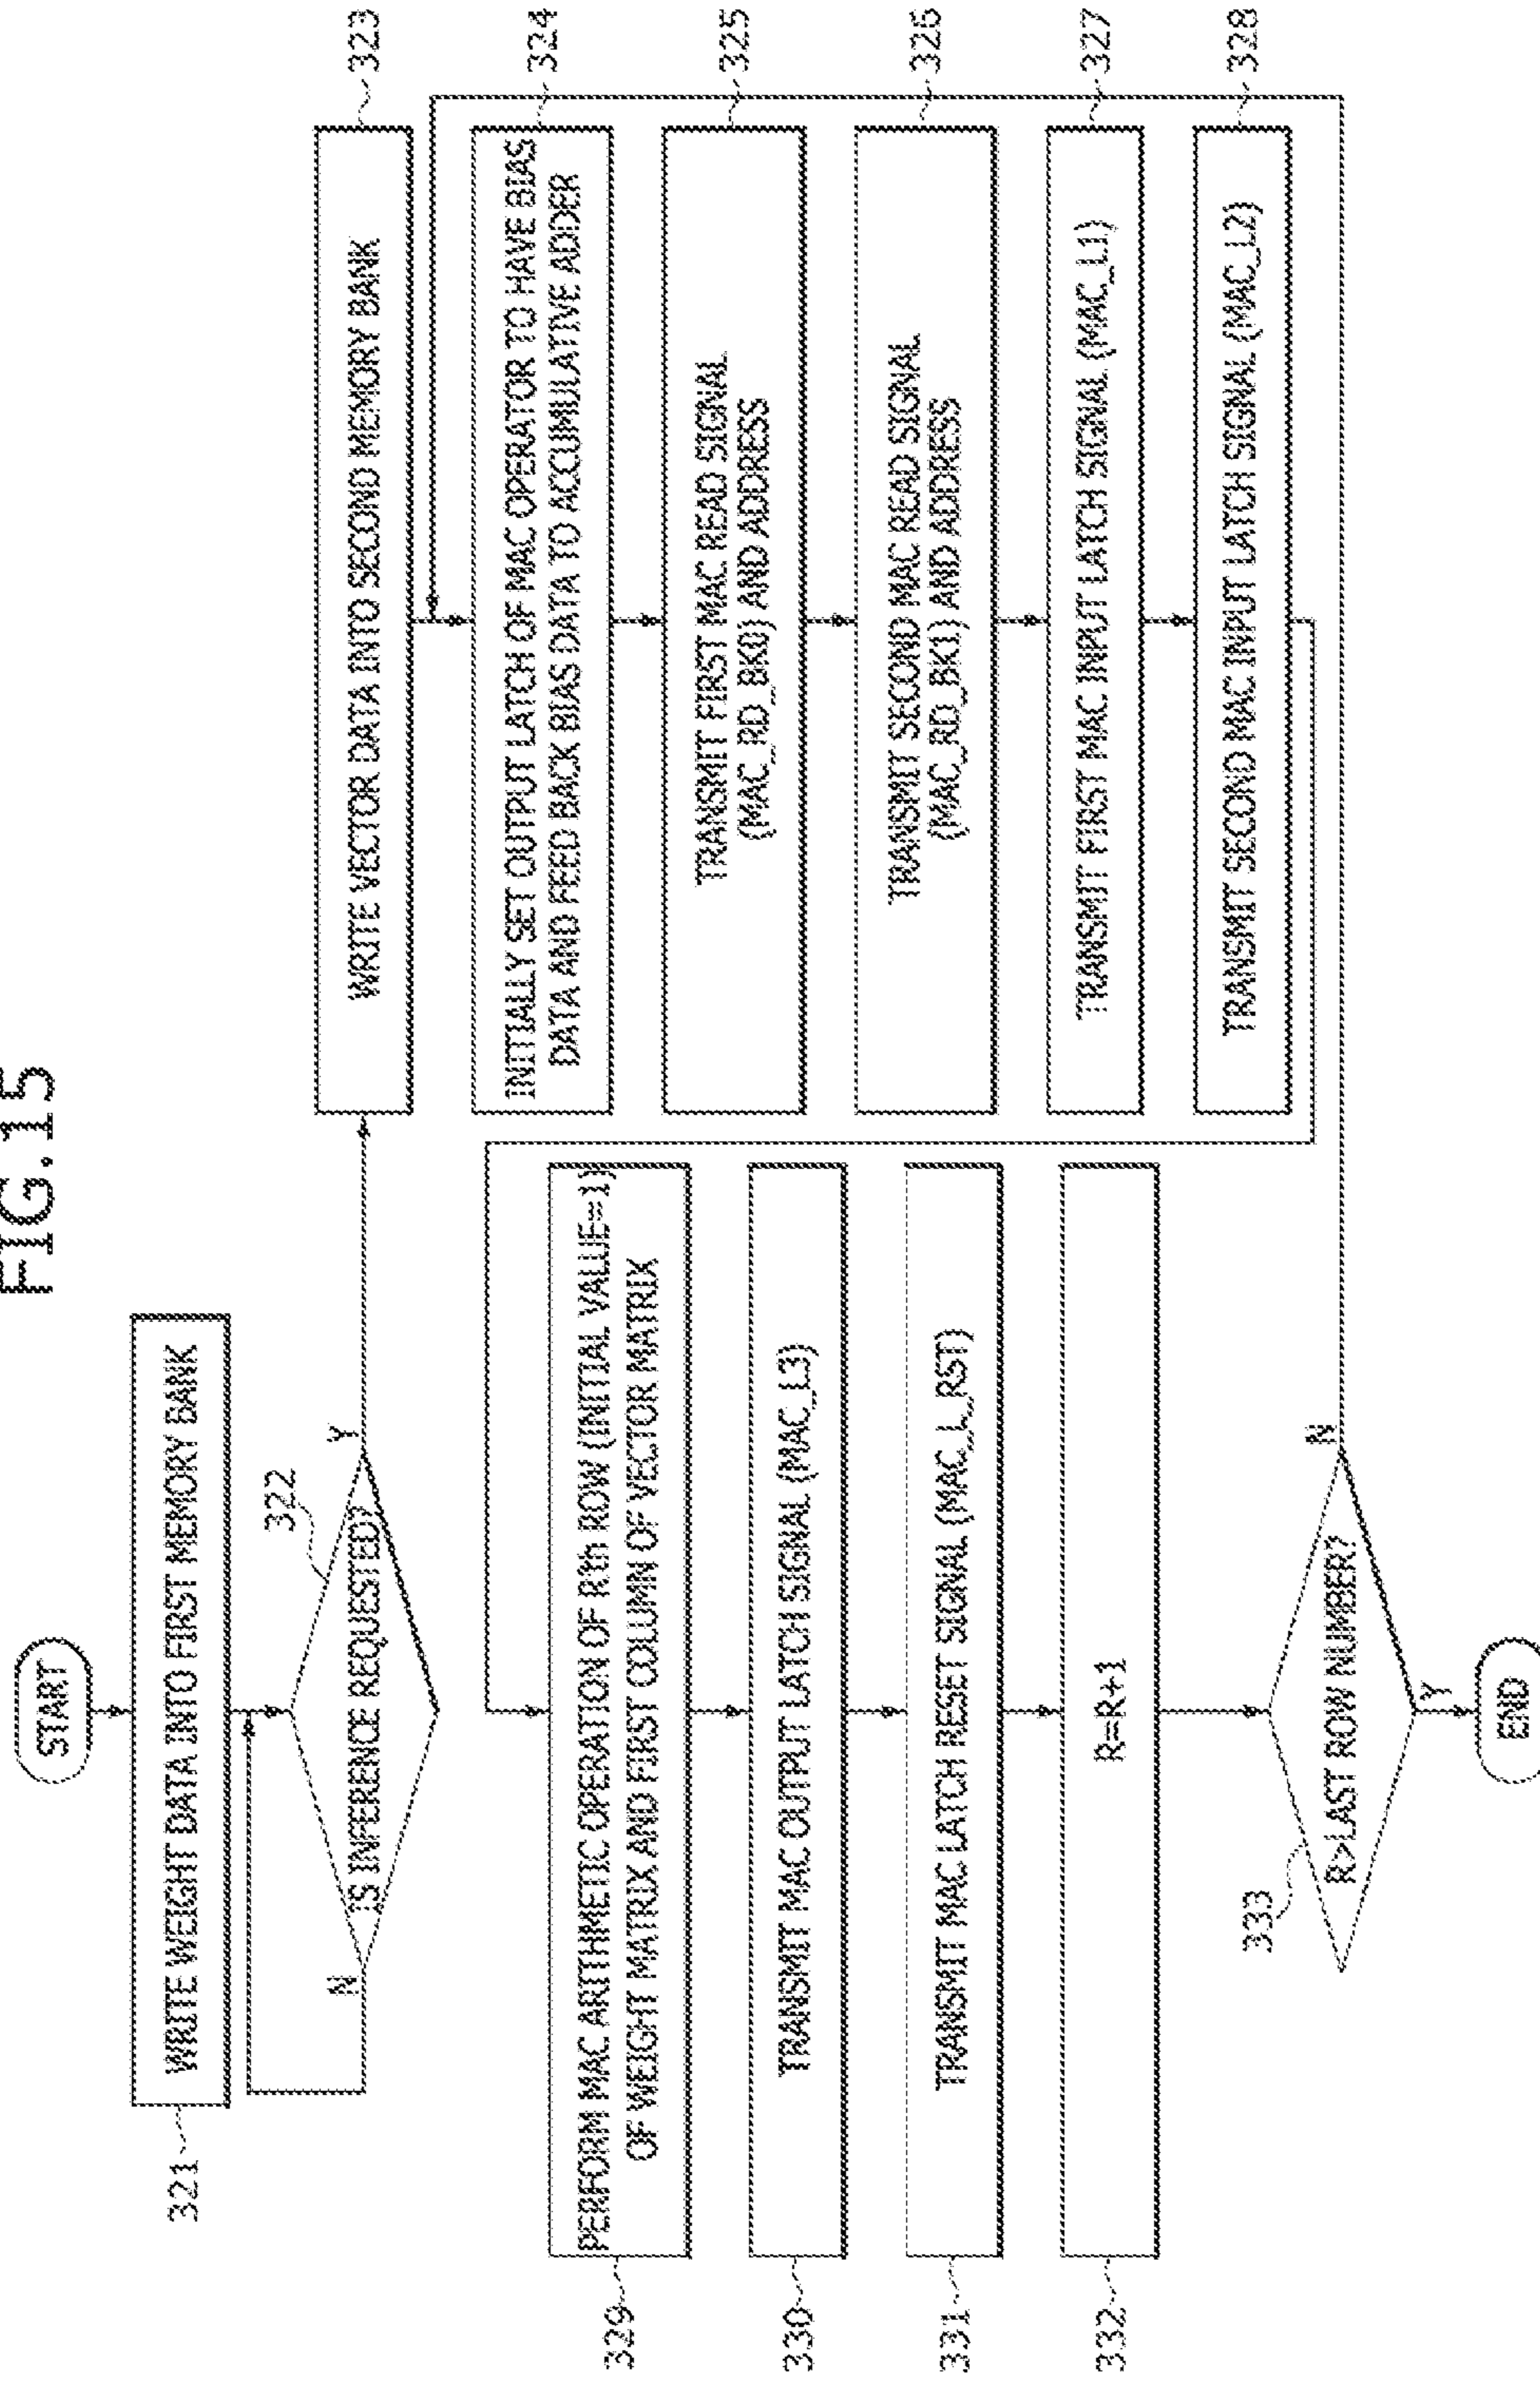 FIG.15
START
WRITE WEIGHT DATA INTO FIRST MEMORY BANK
321
IS INFERENCE REQUESTED?
322
N
Y
WRITE VECTOR DATA INTO SECOND MEMORY BANK
323
INITIALLY SET OUTPUT LATCH OF MAC OPERATOR TO HAVE BIAS
DATA AND FEED BACK BIAS DATA TO ACCUMULATIVE ADDER
324
TRANSMIT FIRST MAC READ SIGNAL
(MAC_RD_BK0) AND ADDRESS
325
TRANSMIT SECOND MAC READ SIGNAL
(MAC_RD_BK1) AND ADDRESS
326
TRANSMIT FIRST MAC INPUT LATCH SIGNAL (MAC_L1)
327
TRANSMIT SECOND MAC INPUT LATCH SIGNAL (MAC_L2)
328
PERFORM MAC ARITHMETIC OPERATION OF Rth ROW (INITIAL VALUE=1)
OF WEIGHT MATRIX AND FIRST COLUMN OF VECTOR MATRIX
329
TRANSMIT MAC OUTPUT LATCH SIGNAL (MAC_L3)
330
TRANSMIT MAC LATCH RESET SIGNAL (MAC_L_RST)
331
R=R+1
332
R>LAST ROW NUMBER?
333
N
Y
END